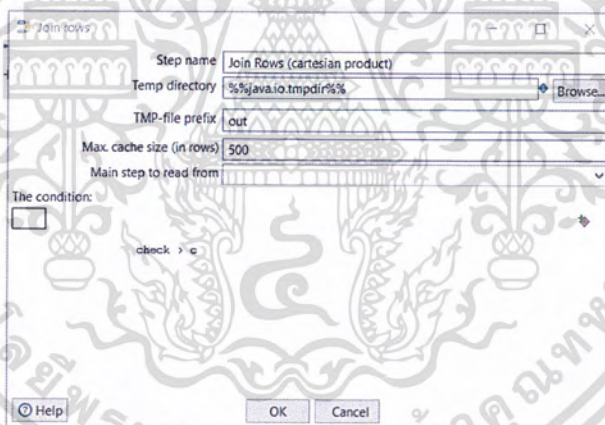 Join rows
Step name Join Rows (cartesian product)
Temp directory %%java.io.tmpdir%% Browse...
TMP-file prefix out
Max. cache size (in rows) 500
Main step to read from
The condition:
check > c
Help OK Cancel